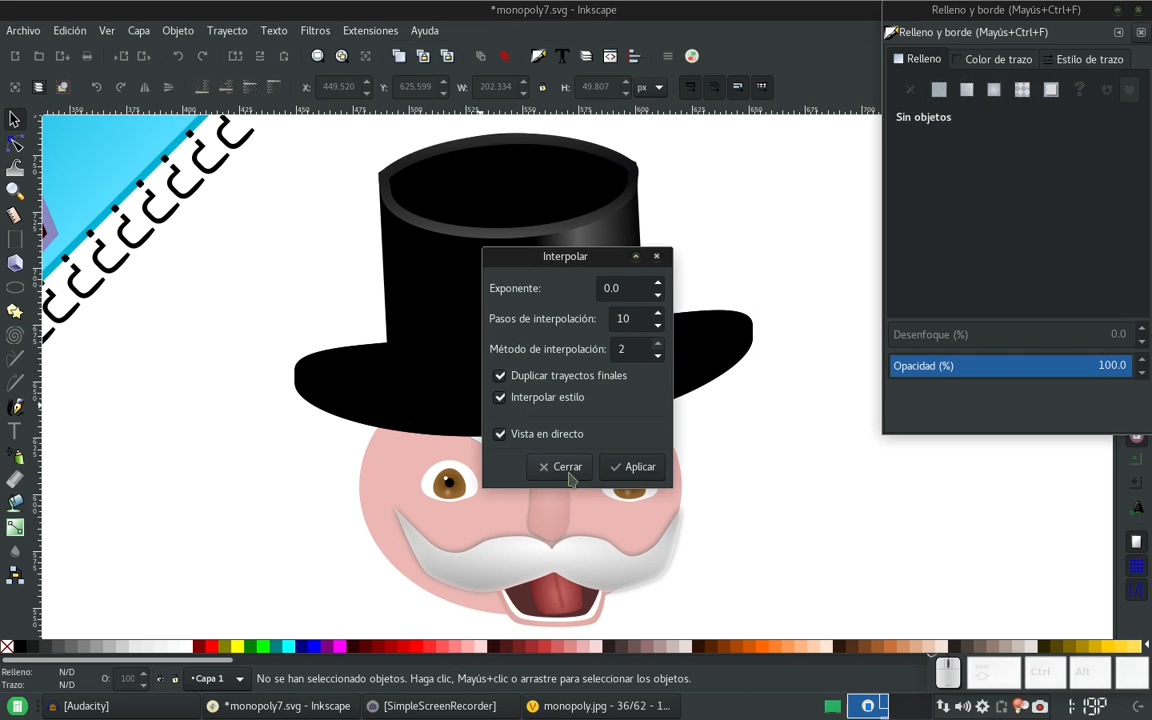 *monopoly7.svg - Inkscape
Relleno y borde (Mayús+Ctrl+F)
Archivo Edición Ver Capa Objeto Trayecto Texto Filtros Extensiones Ayuda
Relleno y borde (Mayús+Ctrl+F)
Relleno Color de trazo Estilo de trazo
X: 449.520 Y: 625.599 W: 202.334 H: 49.807 px
Sin objetos
Interpolar
Exponente: 0.0
Pasos de interpolación: 10
Método de interpolación: 2
Duplicar trayectos finales
Interpolar estilo
Vista en directo
Cerrar Aplicar
Desenfoque (%) 0.0
Opacidad (%) 100.0
Relleno: N/D
Trazo: N/D
O: 100
•Capa 1
No se han seleccionado objetos. Haga clic, Mayús+clic o arrastre para seleccionar los objetos.
Ctrl Alt
[Audacity] *monopoly7.svg - Inkscape [SimpleScreenRecorder] monopoly.jpg - 36/62 - 1...